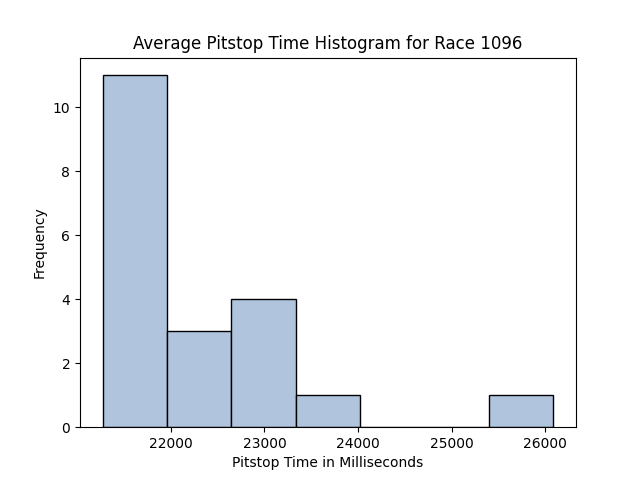 Average Pitstop Time Histogram for Race 1096
Frequency
10
8
6
4
2
0
22000 23000 24000 25000 26000
Pitstop Time in Milliseconds